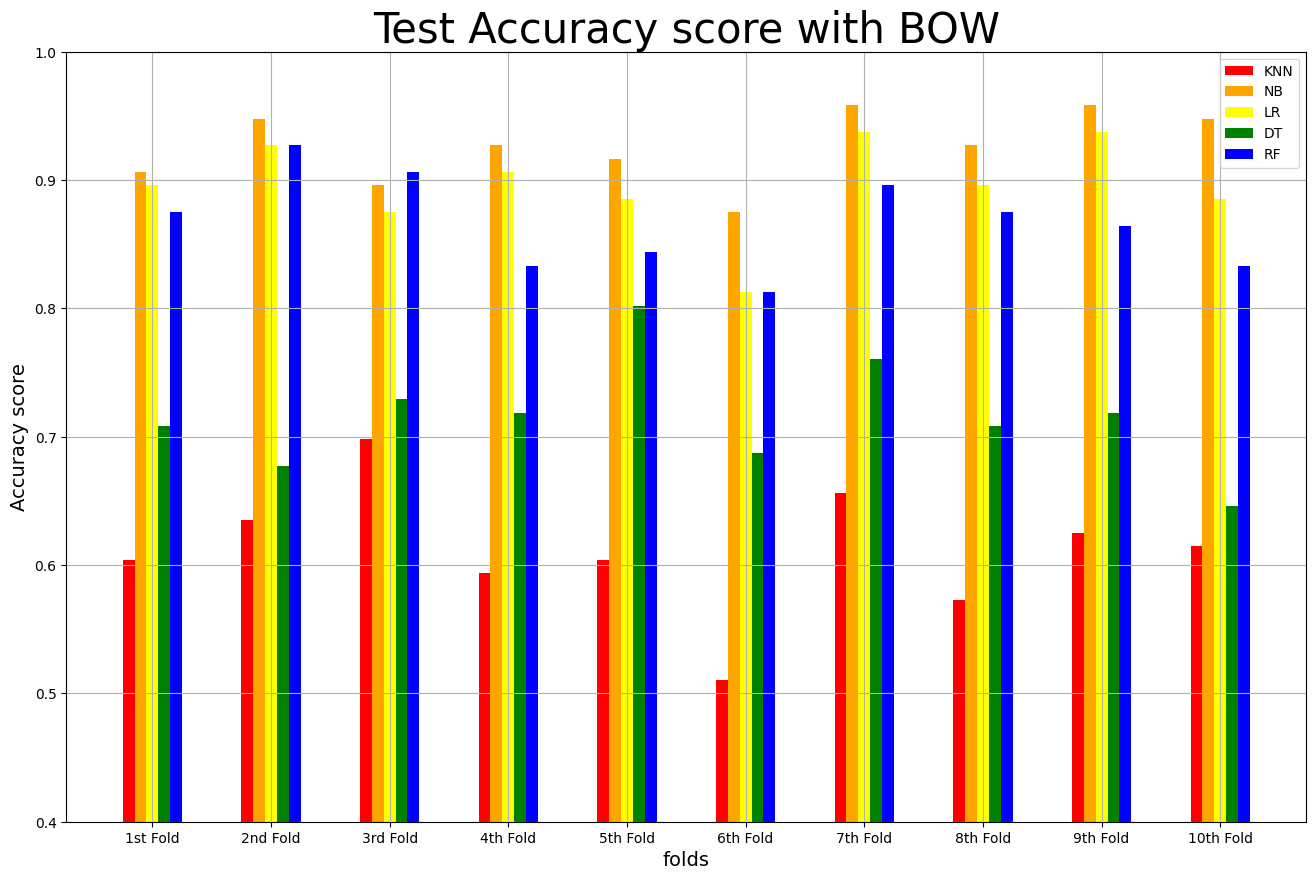 Test Accuracy score with BOW
1.0
0.9
0.8
0.7
0.6
0.5
0.4
Accuracy score
KNN
NB
LR
DT
RF
1st Fold 2nd Fold 3rd Fold 4th Fold 5th Fold 6th Fold 7th Fold 8th Fold 9th Fold 10th Fold
folds